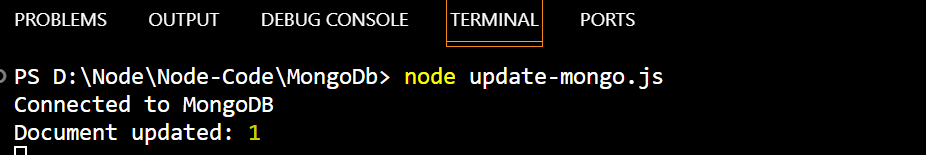 PROBLEMS OUTPUT DEBUG CONSOLE TERMINAL PORTS
PS D:\Node\Node-Code\MongoDb> node update-mongo.js
Connected to MongoDB
Document updated: 1